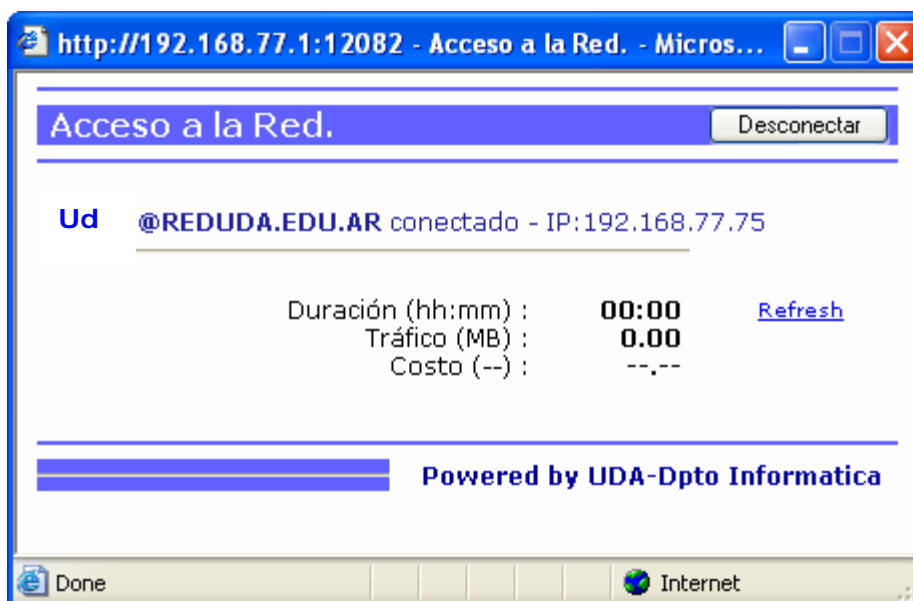 http://192.168.77.1:12082 - Acceso a la Red. - Micros...
Acceso a la Red.
Desconectar
Ud @REDUDA.EDU.AR conectado - IP:192.168.77.75
Duración (hh:mm) : 00:00 Refresh
Tráfico (MB) : 0.00
Costo (--) : --.--
Powered by UDA-Dpto Informatica
Done
Internet